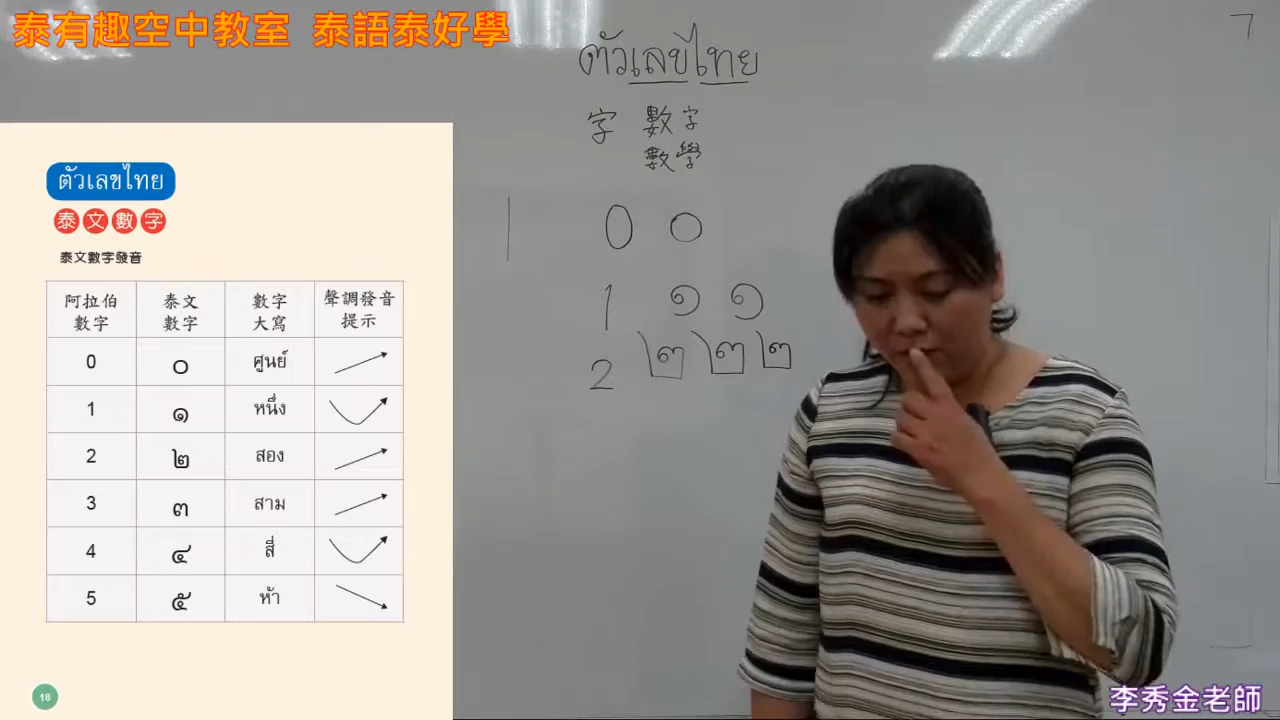 泰有趣空中教室 泰語泰好學
ตัวเลขไทย
字 數字
數學
0 ๐
1 ๑ ๑
2 ๒ ๒ ๒
7
ตัวเลขไทย
泰文數字
泰文數字發音
阿拉伯數字 泰文數字 數字大寫 聲調發音提示
0 ๐ ศูนย์
1 ๑ หนึ่ง
2 ๒ สอง
3 ๓ สาม
4 ๔ สี่
5 ๕ ห้า
18
李秀金老師